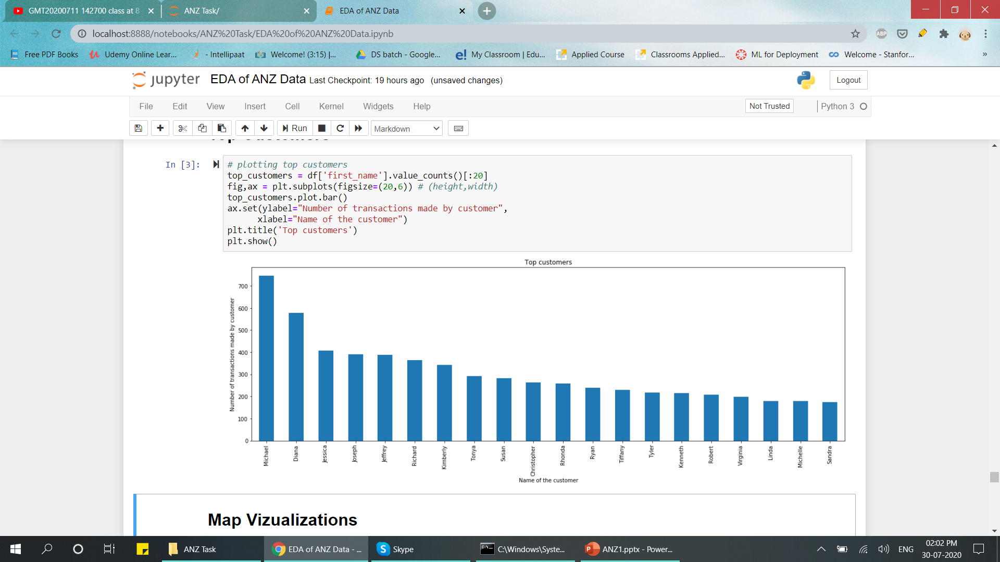 GMT20200711 142700 class at 8
ANZ Task/
EDA of ANZ Data
localhost:8888/notebooks/ANZ%20Task/EDA%20of%20ANZ%20Data.ipynb
ABP
Free PDF Books
Udemy Online Lear...
- Intellipaat
Welcome! (3:15) |...
DS batch - Google...
e! My Classroom | Edu...
Applied Course
Classrooms Applied...
ML for Deployment
Welcome - Stanfor...
»
jupyter EDA of ANZ Data Last Checkpoint: 19 hours ago (unsaved changes)
Logout
File Edit View Insert Cell Kernel Widgets Help
Not Trusted
Python 3
Run
Markdown
Top Customers
In [3]:
# plotting top customers
top_customers = df['first_name'].value_counts()[:20]
fig,ax = plt.subplots(figsize=(20,6)) # (height,width)
top_customers.plot.bar()
ax.set(ylabel="Number of transactions made by customer",
xlabel="Name of the customer")
plt.title('Top customers')
plt.show()
Top customers
Number of transactions made by customer
700
600
500
400
300
200
100
0
Michael
Diana
Jessica
Joseph
Jeffrey
Richard
Kimberly
Tonya
Susan
Christopher
Rhonda
Ryan
Tiffany
Tyler
Kenneth
Robert
Virginia
Linda
Michelle
Sandra
Name of the customer
Map Vizualizations
ANZ Task
EDA of ANZ Data - ...
Skype
C:\Windows\Syste...
ANZ1.pptx - Power...
ENG
02:02 PM
30-07-2020